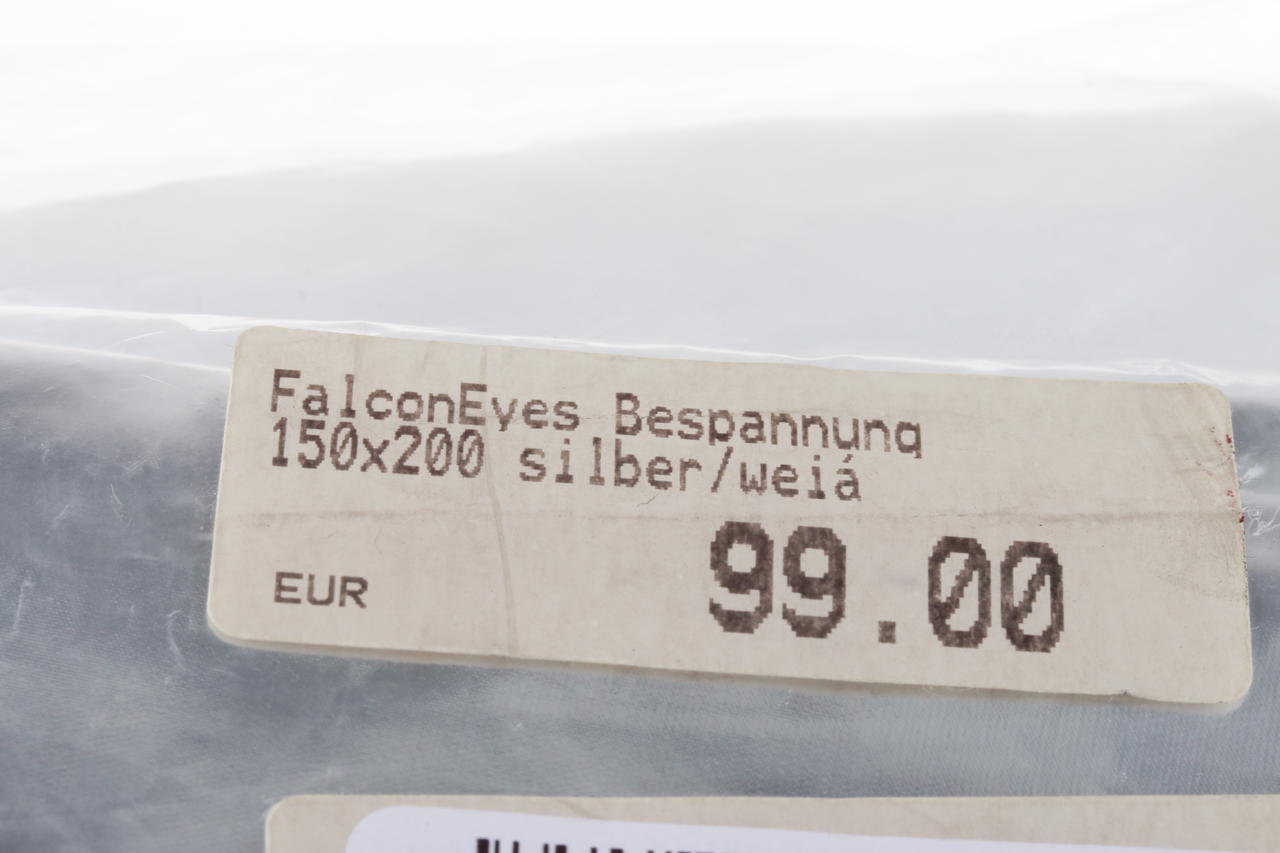 FalconEyes Bespannung
150x200 silber/weiá
EUR 99.00